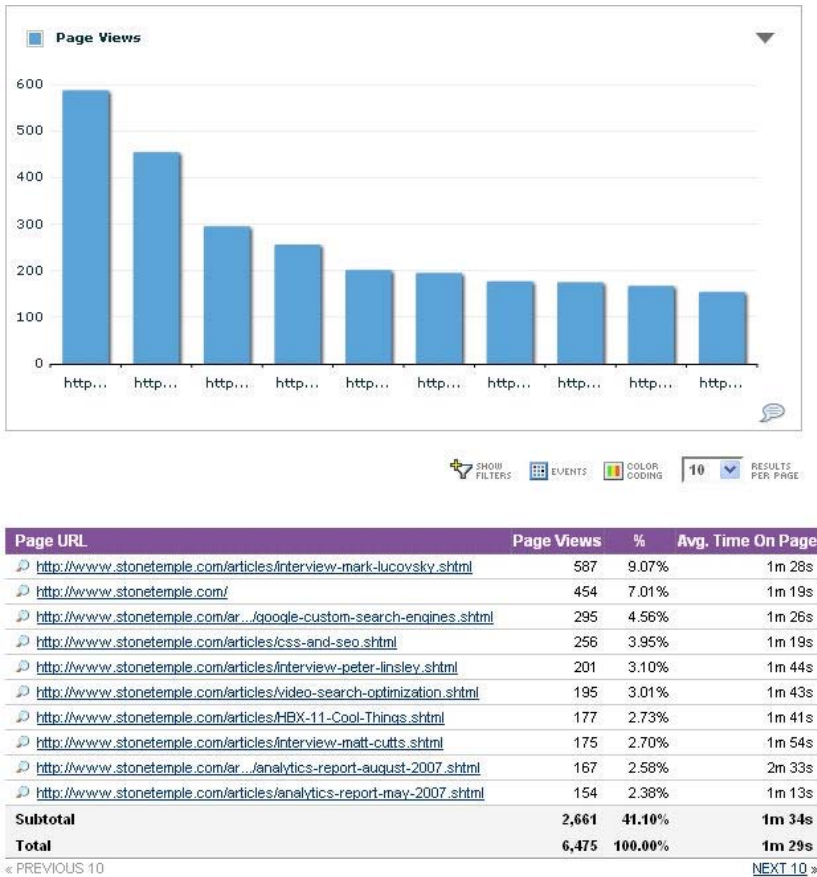 Page Views
600
500
400
300
200
100
0
http... http... http... http... http... http... http... http... http... http...
SHOW FILTERS EVENTS COLOR CODING 10 RESULTS PER PAGE
Page URL Page Views % Avg. Time On Page
http://www.stonetemple.com/articles/interview-mark-lucovsky.shtml 587 9.07% 1m 28s
http://www.stonetemple.com/ 454 7.01% 1m 19s
http://www.stonetemple.com/ar.../google-custom-search-engines.shtml 295 4.56% 1m 26s
http://www.stonetemple.com/articles/css-and-seo.shtml 256 3.95% 1m 19s
http://www.stonetemple.com/articles/interview-peter-linsley.shtml 201 3.10% 1m 44s
http://www.stonetemple.com/articles/video-search-optimization.shtml 195 3.01% 1m 43s
http://www.stonetemple.com/articles/HBX-11-Cool-Things.shtml 177 2.73% 1m 41s
http://www.stonetemple.com/articles/interview-matt-cutts.shtml 175 2.70% 1m 54s
http://www.stonetemple.com/ar.../analytics-report-august-2007.shtml 167 2.58% 2m 33s
http://www.stonetemple.com/articles/analytics-report-may-2007.shtml 154 2.38% 1m 13s
Subtotal 2,661 41.10% 1m 34s
Total 6,475 100.00% 1m 29s
« PREVIOUS 10 NEXT 10 »